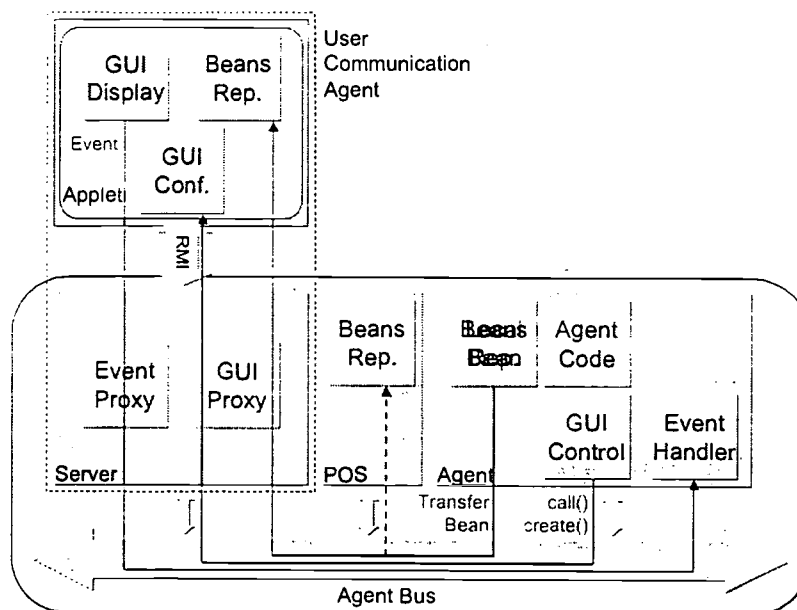 User
Communication
Agent
GUI
Display
Beans
Rep.
Event
GUI
Conf.
Applet
RMI
Event
Proxy
GUI
Proxy
Server
Beans
Rep.
POS
Agent
Code
GUI
Control
Event
Handler
Agent
Transfer
Bean
call()
create()
Agent Bus